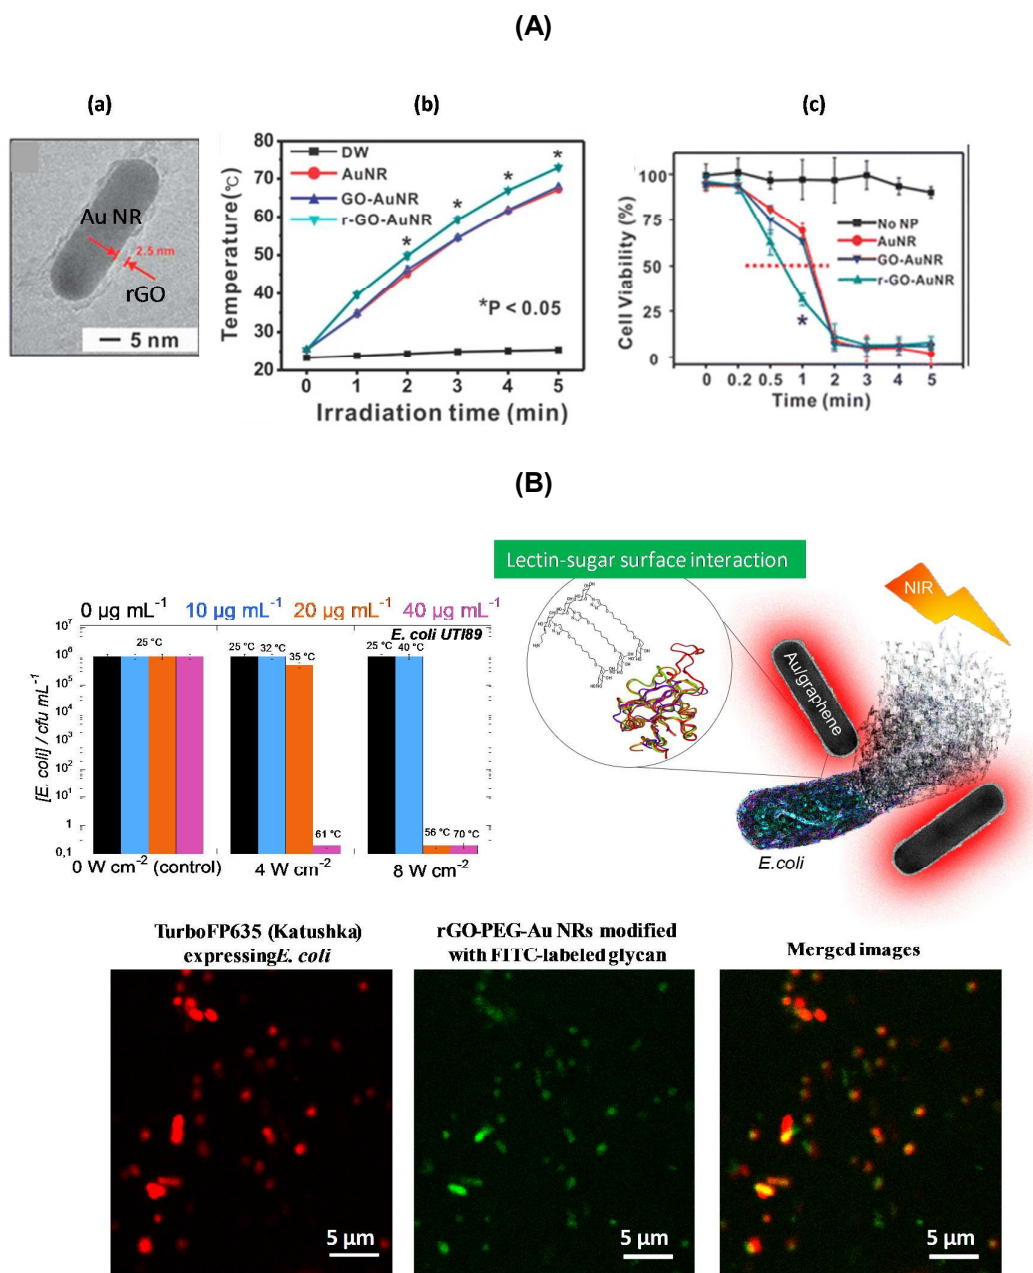 (A)
(a)
(b)
(c)
Au NR
2.5 nm
rGO
5 nm
Temperature(℃)
80
70
60
50
40
30
20
DW
AuNR
GO-AuNR
r-GO-AuNR
* * * *
*P < 0.05
0 1 2 3 4 5
Irradiation time (min)
Cell Viability (%)
100
75
50
25
0
No NP
AuNR
GO-AuNR
r-GO-AuNR
*
0 0.2 0.5 1 2 3 4 5
Time (min)
(B)
0 µg mL⁻¹ 10 µg mL⁻¹ 20 µg mL⁻¹ 40 µg mL⁻¹
E. coli UTI89
[E. coli] / cfu mL⁻¹
10⁷
10⁶
10⁵
10⁴
10³
10²
10¹
1
0,1
25 °C
25 °C 32 °C 35 °C 61 °C
25 °C 40 °C 56 °C 70 °C
0 W cm⁻² (control) 4 W cm⁻² 8 W cm⁻²
Lectin-sugar surface interaction
NIR
Au/graphene
E.coli
TurboFP635 (Katushka)
expressingE. coli
rGO-PEG-Au NRs modified
with FITC-labeled glycan
Merged images
5 µm
5 µm
5 µm